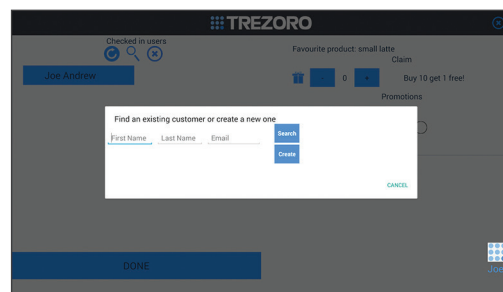 TREZORO
Checked in users
Favourite product: small latte
Claim
Joe Andrew
- 0 +
Buy 10 get 1 free!
Promotions
Find an existing customer or create a new one
First Name Last Name Email Search
Create
CANCEL
DONE
Joe